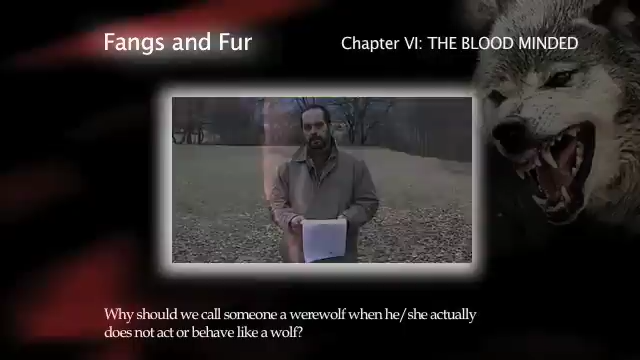 Fangs and Fur
Chapter VI: THE BLOOD MINDED
Why should we call someone a werewolf when he/she actually
does not act or behave like a wolf?